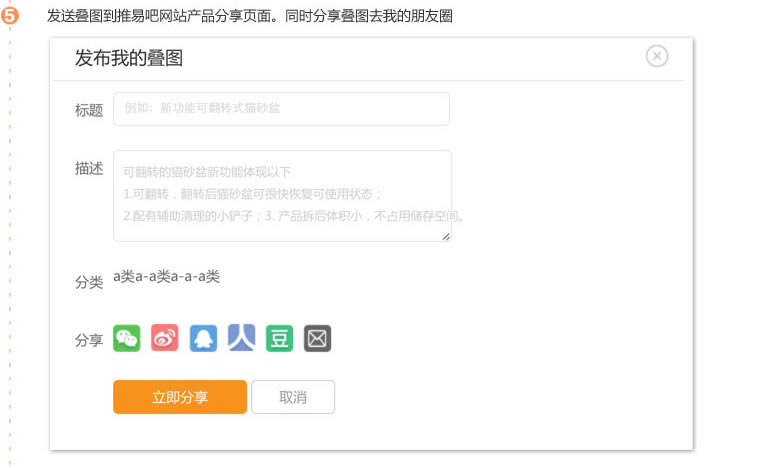 5 发送叠图到推易吧网站产品分享页面。同时分享叠图去我的朋友圈
发布我的叠图
标题 例如：新功能可翻转式猫砂盆
描述 可翻转的猫砂盆新功能体现以下
1.可翻转，翻转后猫砂盆可很快恢复可使用状态；
2.配有辅助清理的小铲子；3. 产品拆后体积小，不占用储存空间。
分类 a类a-a类a-a-a类
分享 人 豆
立即分享 取消